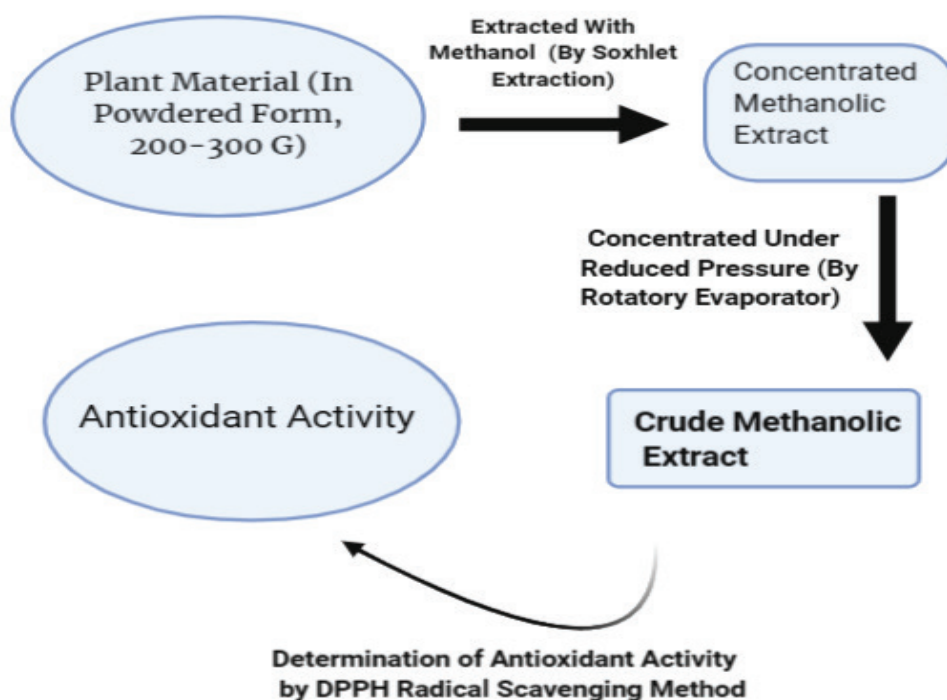 Plant Material (In
Powdered Form,
200-300 G)
Extracted With
Methanol (By Soxhlet
Extraction)
Concentrated
Methanolic
Extract
Concentrated Under
Reduced Pressure (By
Rotatory Evaporator)
Crude Methanolic
Extract
Determination of Antioxidant Activity
by DPPH Radical Scavenging Method
Antioxidant Activity